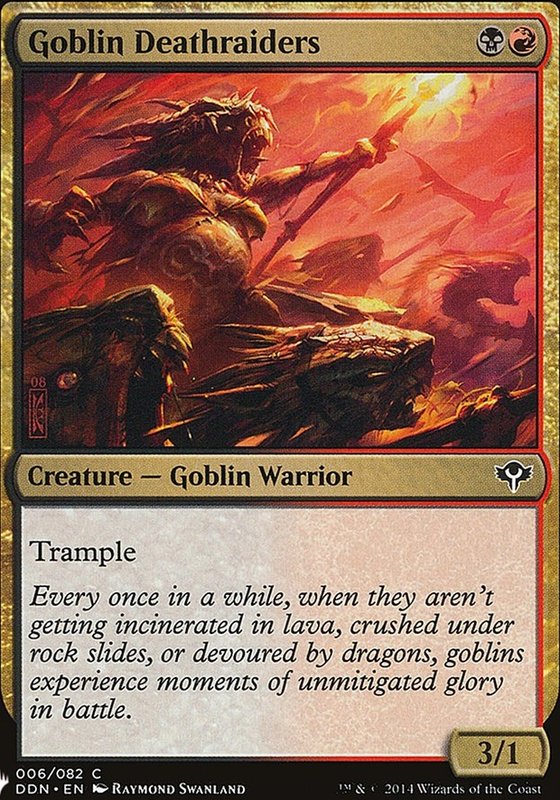 Goblin Deathraiders
08
Creature — Goblin Warrior
Trample
Every once in a while, when they aren't
getting incinerated in lava, crushed under
rock slides, or devoured by dragons, goblins
experience moments of unmitigated glory
in battle.
3/1
006/082 C
DDN • EN Raymond Swanland
™ & © 2014 Wizards of the Coast